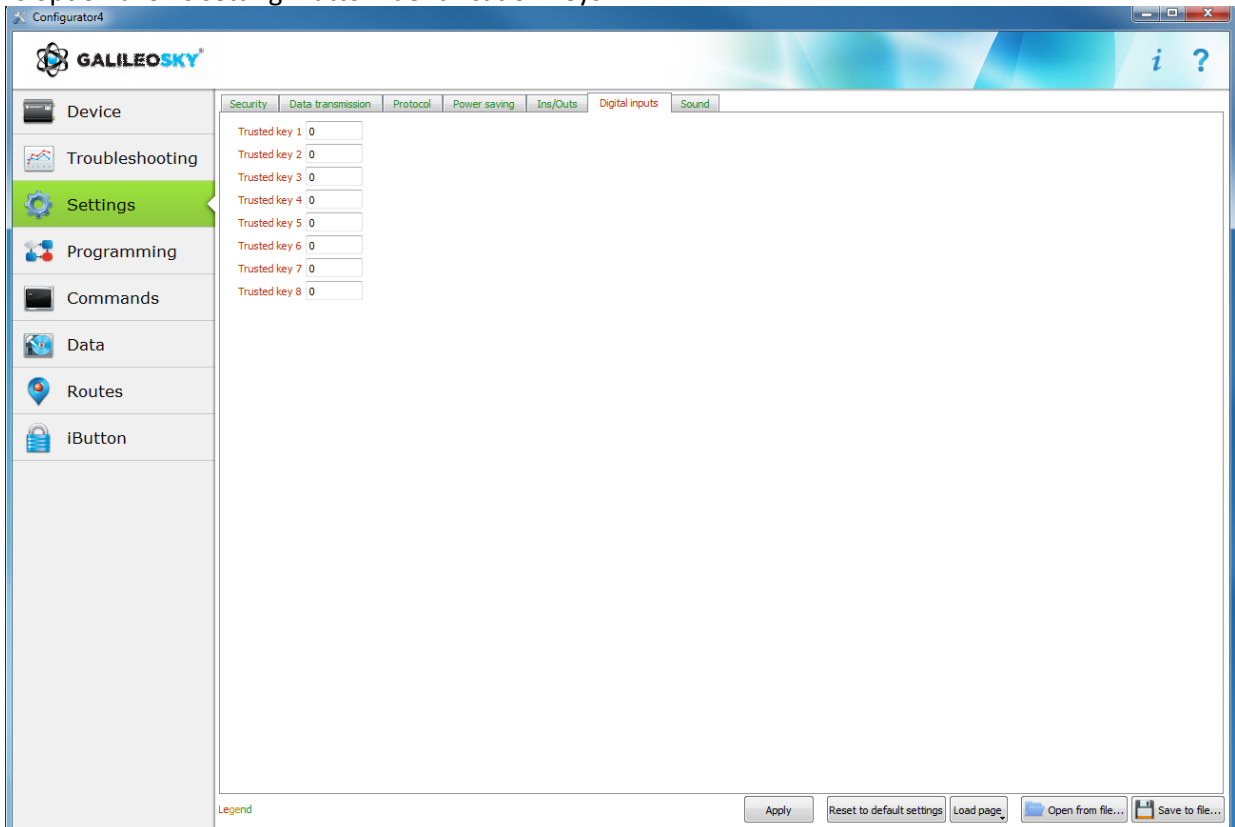 Configurator4
GALILEOSKY®
i ?
Device
Troubleshooting
Settings
Programming
Commands
Data
Routes
iButton
Security Data transmission Protocol Power saving Ins/Outs Digital inputs Sound
Trusted key 1 0
Trusted key 2 0
Trusted key 3 0
Trusted key 4 0
Trusted key 5 0
Trusted key 6 0
Trusted key 7 0
Trusted key 8 0
Legend Apply Reset to default settings Load page Open from file... Save to file...